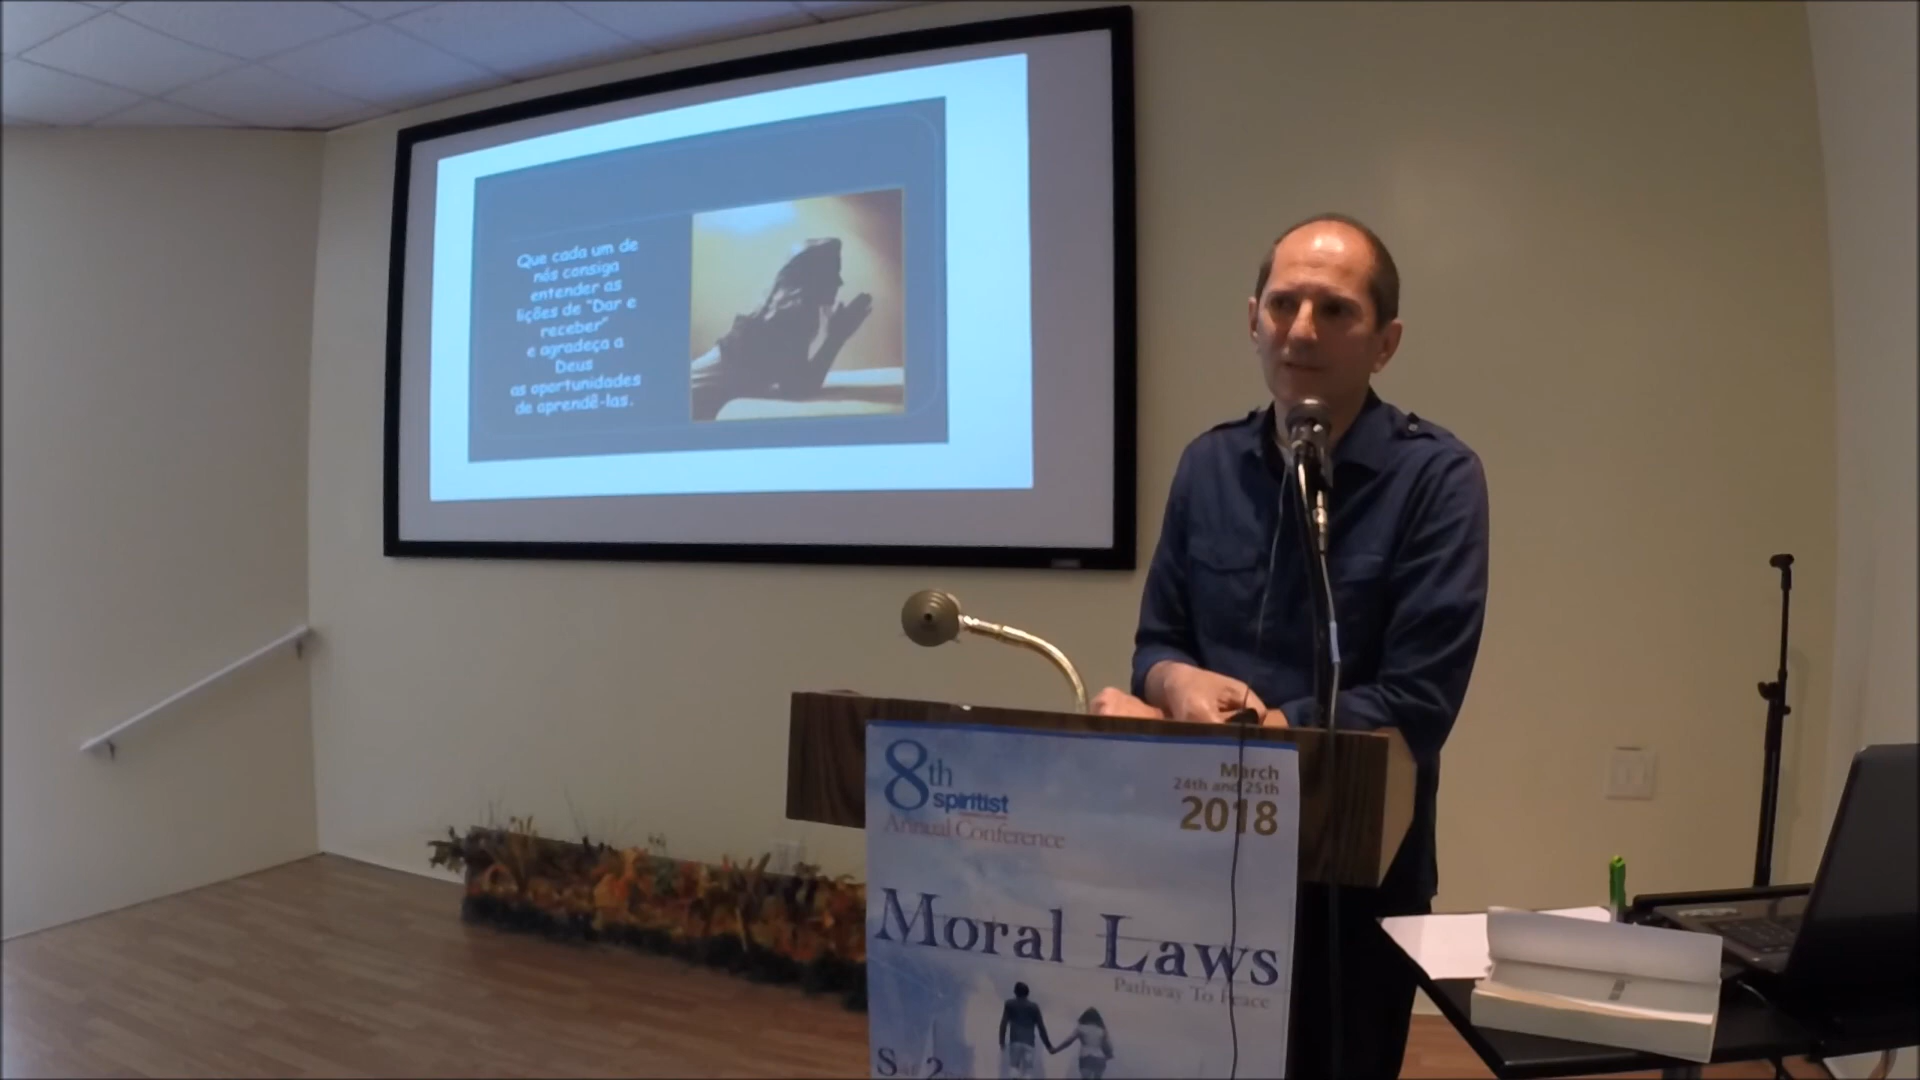 Que cada um de
nós consiga
entender as
lições de "Dar e
receber"
e agradeça a
Deus
as oportunidades
de aprendê-las.
8th
spiritist
Annual Conference
March
24th and 25th
2018
Moral Laws
Pathway To Peace